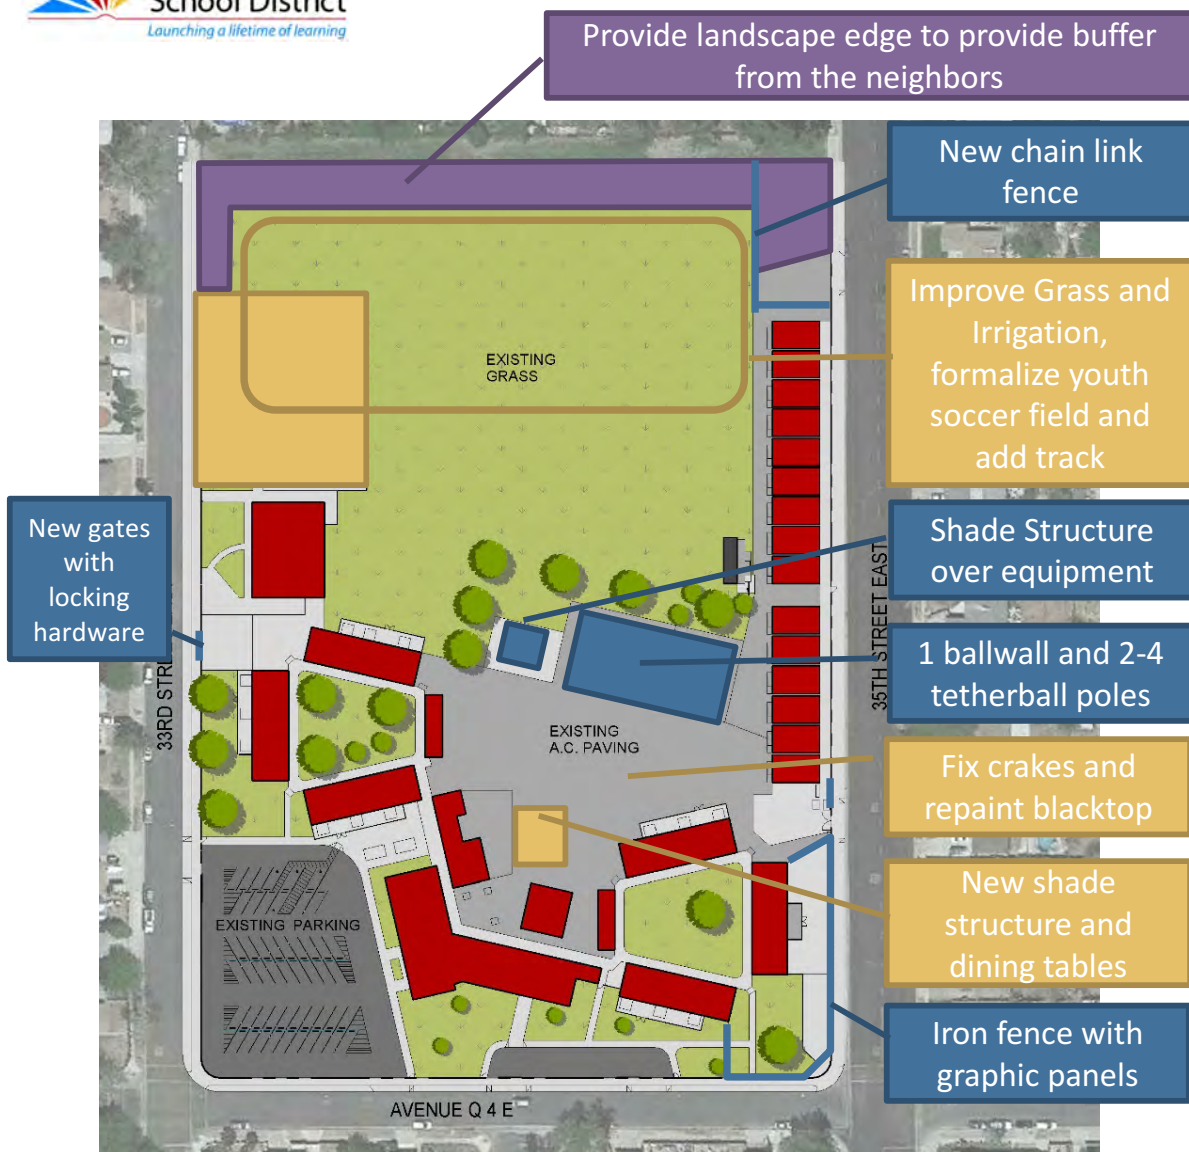 School District
Launching a lifetime of learning
Provide landscape edge to provide buffer
from the neighbors
New chain link
fence
Improve Grass and
Irrigation,
formalize youth
soccer field and
add track
EXISTING
GRASS
New gates
with
locking
hardware
Shade Structure
over equipment
1 ballwall and 2-4
tetherball poles
33RD STR
35TH STREET EAST
EXISTING
A.C. PAVING
Fix crakes and
repaint blacktop
New shade
structure and
dining tables
EXISTING PARKING
Iron fence with
graphic panels
AVENUE Q 4 E